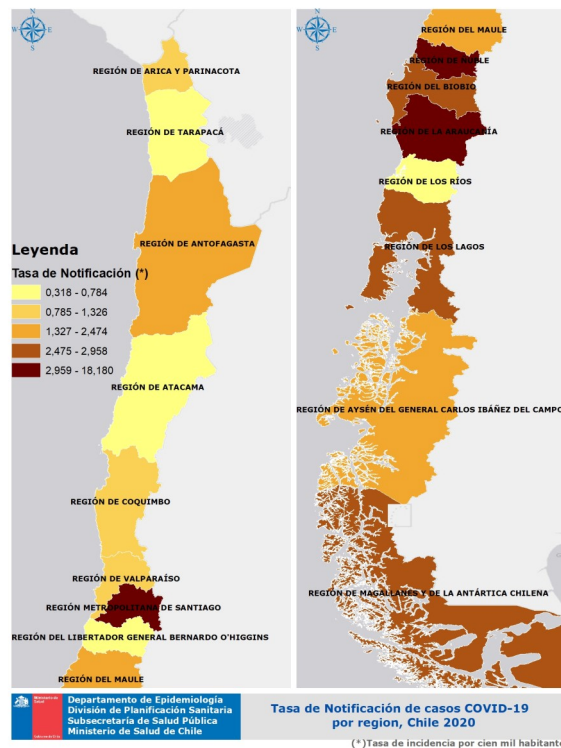 N
W
E
S
REGIÓN DE ARICA Y PARINACOTA
REGIÓN DE TARAPACÁ
REGIÓN DE ANTOFAGASTA
Leyenda
Tasa de Notificación (*)
0,318 - 0,784
0,785 - 1,326
1,327 - 2,474
2,475 - 2,958
2,959 - 18,180
REGIÓN DE ATACAMA
REGIÓN DE COQUIMBO
REGIÓN DE VALPARAÍSO
REGIÓN METROPOLITANA DE SANTIAGO
REGIÓN DEL LIBERTADOR GENERAL BERNARDO O'HIGGINS
REGIÓN DEL MAULE
N
W
E
S
REGIÓN DEL MAULE
REGIÓN DE ÑUBLE
REGIÓN DEL BIOBIO
REGIÓN DE LA ARAUCANÍA
REGIÓN DE LOS RÍOS
REGIÓN DE LOS LAGOS
REGIÓN DE AYSÉN DEL GENERAL CARLOS IBÁÑEZ DEL CAMPO
REGIÓN DE MAGALLANES Y DE LA ANTÁRTICA CHILENA
Ministerio de
Salud
Departamento de Epidemiología
División de Planificación Sanitaria
Subsecretaría de Salud Pública
Ministerio de Salud de Chile
Tasa de Notificación de casos COVID-19
por region, Chile 2020
(*)Tasa de incidencia por cien mil habitante